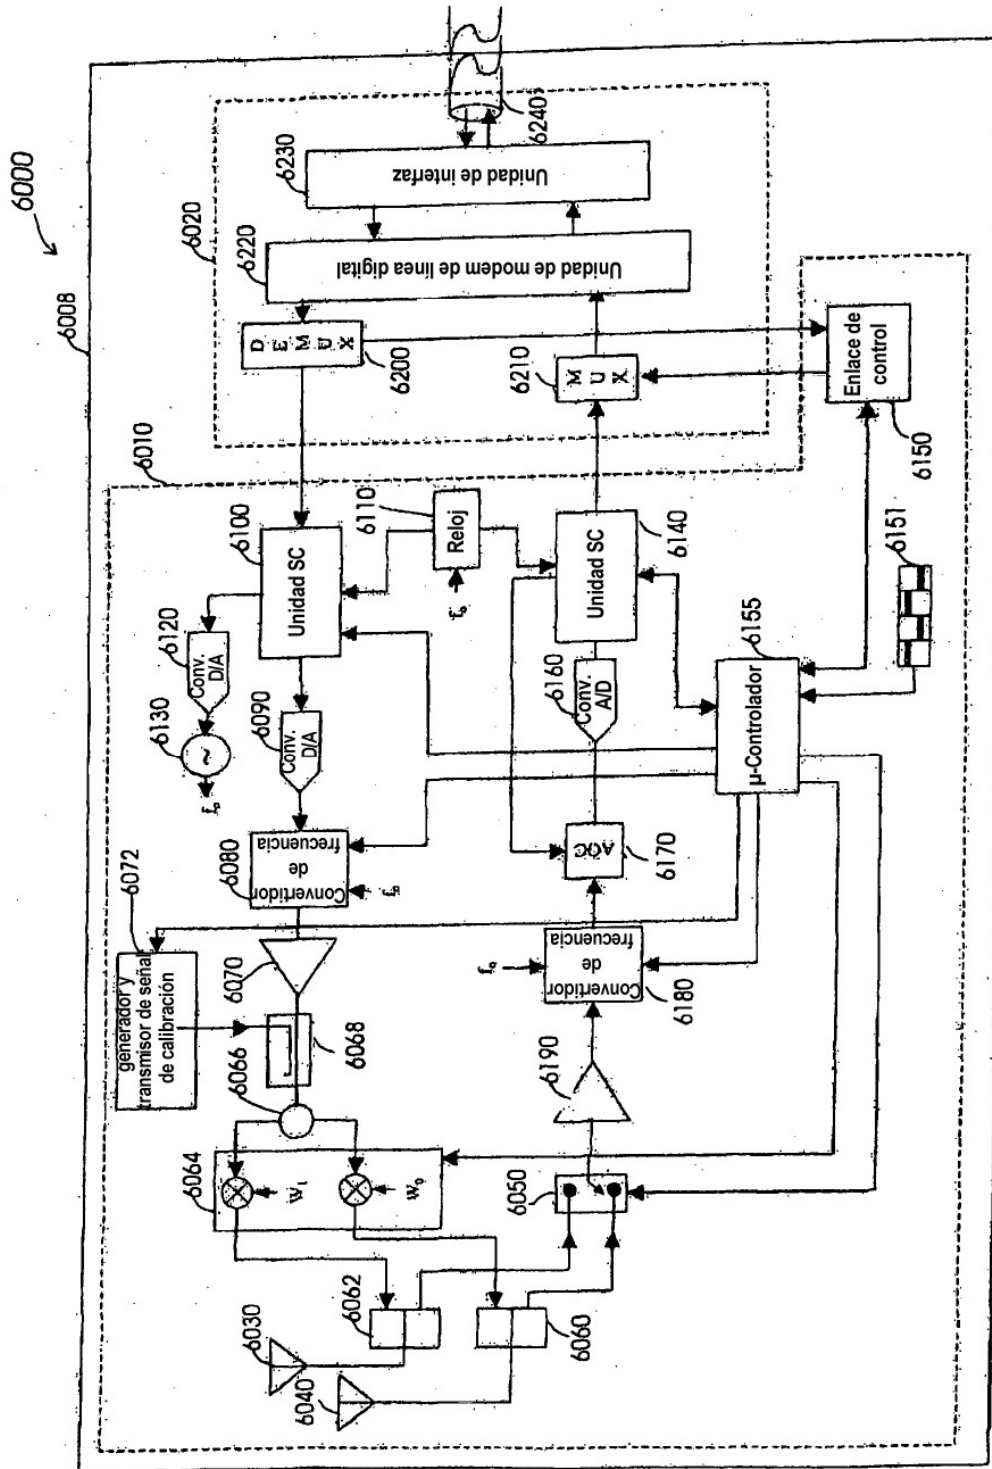 6000
6008
6010
6020
6240
6230
Unidad de interfaz
6220
Unidad de modem de línea digital
D
E
M
U
X
6200
6210
M
U
X
Enlace de
control
6150
6100
Unidad SC
6110
Reloj
6140
Unidad SC
6151
6120
Conv.
D/A
6130
~
6090
Conv.
D/A
6160
Conv.
A/D
6155
µ-Controlador
6072
generador y
transmisor de señal
de calibración
6080
Convertidor
de
frecuencia
AGC
6170
6070
Convertidor
de
frecuencia
6180
6068
6066
6190
6064
W₁
W₀
6050
6062
6060
6030
6040